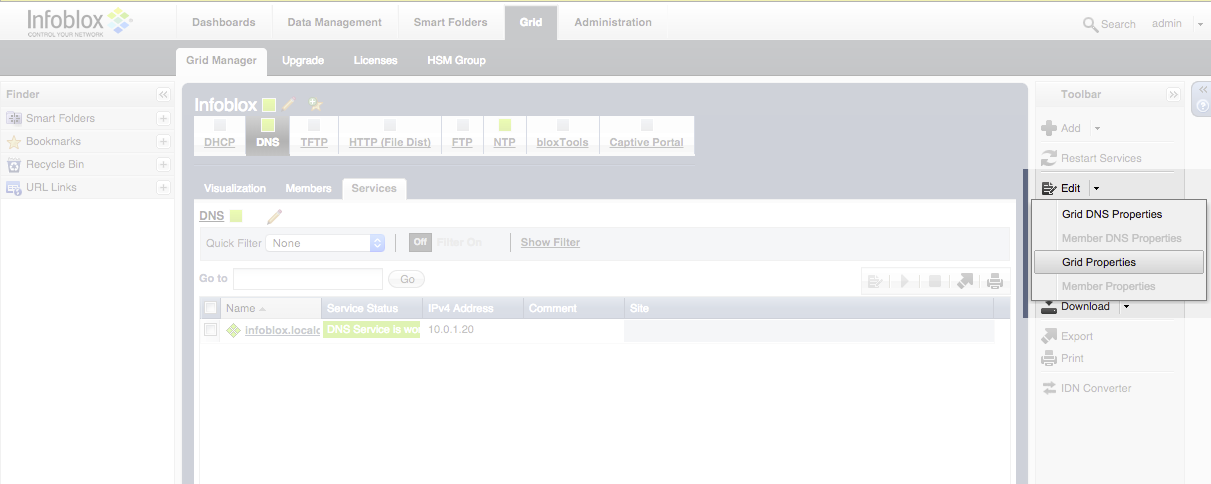 Infoblox
CONTROL YOUR NETWORK
Dashboards Data Management Smart Folders Grid Administration
Search admin
Grid Manager Upgrade Licenses HSM Group
Finder
Smart Folders
Bookmarks
Recycle Bin
URL Links
Infoblox
DHCP DNS TFTP HTTP (File Dist) FTP NTP bloxTools Captive Portal
Visualization Members Services
DNS
Quick Filter None Off Filter On Show Filter
Go to Go
Name Service Status IPv4 Address Comment Site
infoblox.localc DNS Service is wor 10.0.1.20
Toolbar
Add
Restart Services
Edit
Grid DNS Properties
Member DNS Properties
Grid Properties
Member Properties
Download
Export
Print
IDN Converter